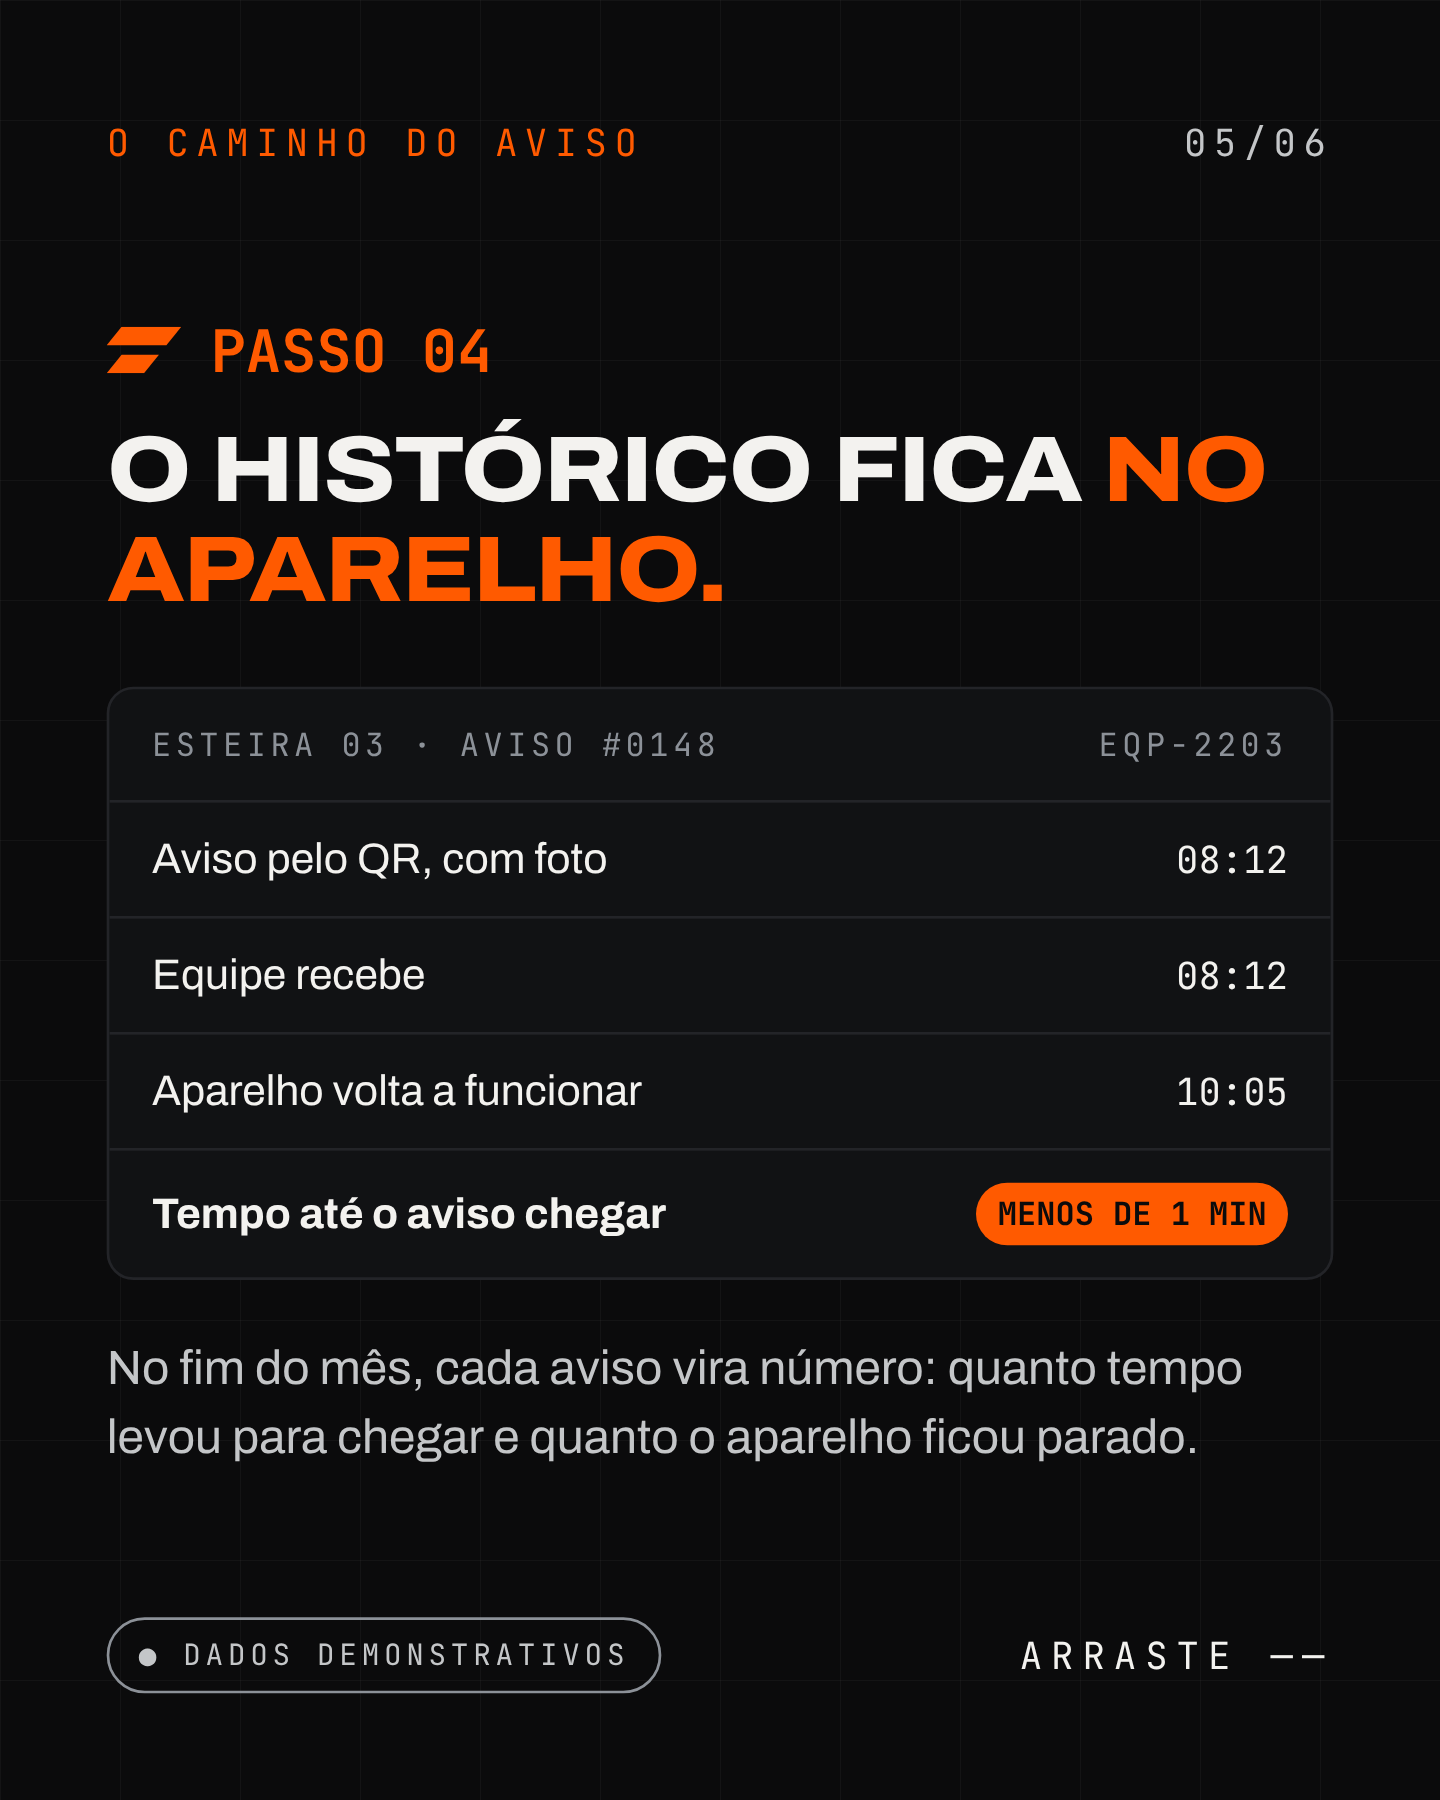 O CAMINHO DO AVISO
05/06
PASSO 04
O HISTÓRICO FICA NO
APARELHO.
ESTEIRA 03 · AVISO #0148
EQP-2203
Aviso pelo QR, com foto
08:12
Equipe recebe
08:12
Aparelho volta a funcionar
10:05
Tempo até o aviso chegar
MENOS DE 1 MIN
No fim do mês, cada aviso vira número: quanto tempo
levou para chegar e quanto o aparelho ficou parado.
● DADOS DEMONSTRATIVOS
ARRASTE ——